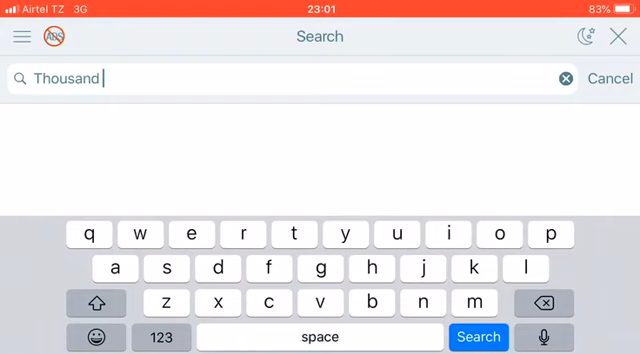 Airtel TZ 3G 23:01 83%
ADS Search
Thousand Cancel
q w e r t y u i o p
a s d f g h j k l
z x c v b n m
123 space Search